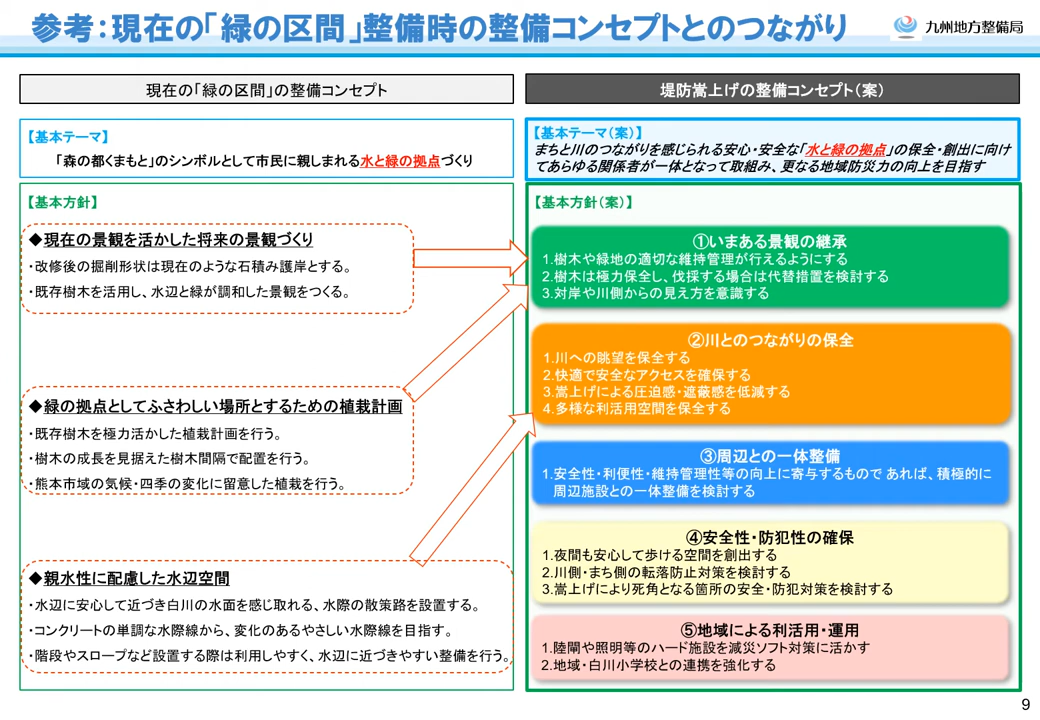 参考：現在の「緑の区間」整備時の整備コンセプトとのつながり
九州地方整備局
現在の「緑の区間」の整備コンセプト
【基本テーマ】
「森の都くまもと」のシンボルとして市民に親しまれる水と緑の拠点づくり
【基本方針】
◆現在の景観を活かした将来の景観づくり
・改修後の掘削形状は現在のような石積み護岸とする。
・既存樹木を活用し、水辺と緑が調和した景観をつくる。
◆緑の拠点としてふさわしい場所とするための植栽計画
・既存樹木を極力活かした植栽計画を行う。
・樹木の成長を見据えた樹木間隔で配置を行う。
・熊本市域の気候・四季の変化に留意した植栽を行う。
◆親水性に配慮した水辺空間
・水辺に安心して近づき白川の水面を感じ取れる、水際の散策路を設置する。
・コンクリートの単調な水際線から、変化のあるやさしい水際線を目指す。
・階段やスロープなど設置する際は利用しやすく、水辺に近づきやすい整備を行う。
堤防嵩上げの整備コンセプト（案）
【基本テーマ（案）】
まちと川のつながりを感じられる安心・安全な「水と緑の拠点」の保全・創出に向け
てあらゆる関係者が一体となって取組み、更なる地域防災力の向上を目指す
【基本方針（案）】
①いまある景観の継承
1.樹木や緑地の適切な維持管理が行えるようにする
2.樹木は極力保全し、伐採する場合は代替措置を検討する
3.対岸や川側からの見え方を意識する
②川とのつながりの保全
1.川への眺望を保全する
2.快適で安全なアクセスを確保する
3.嵩上げによる圧迫感・遮蔽感を低減する
4.多様な利活用空間を保全する
③周辺との一体整備
1.安全性・利便性・維持管理性等の向上に寄与するもので あれば、積極的に
周辺施設との一体整備を検討する
④安全性・防犯性の確保
1.夜間も安心して歩ける空間を創出する
2.川側・まち側の転落防止対策を検討する
3.嵩上げにより死角となる箇所の安全・防犯対策を検討する
⑤地域による利活用・運用
1.陸閘や照明等のハード施設を減災ソフト対策に活かす
2.地域・白川小学校との連携を強化する
9